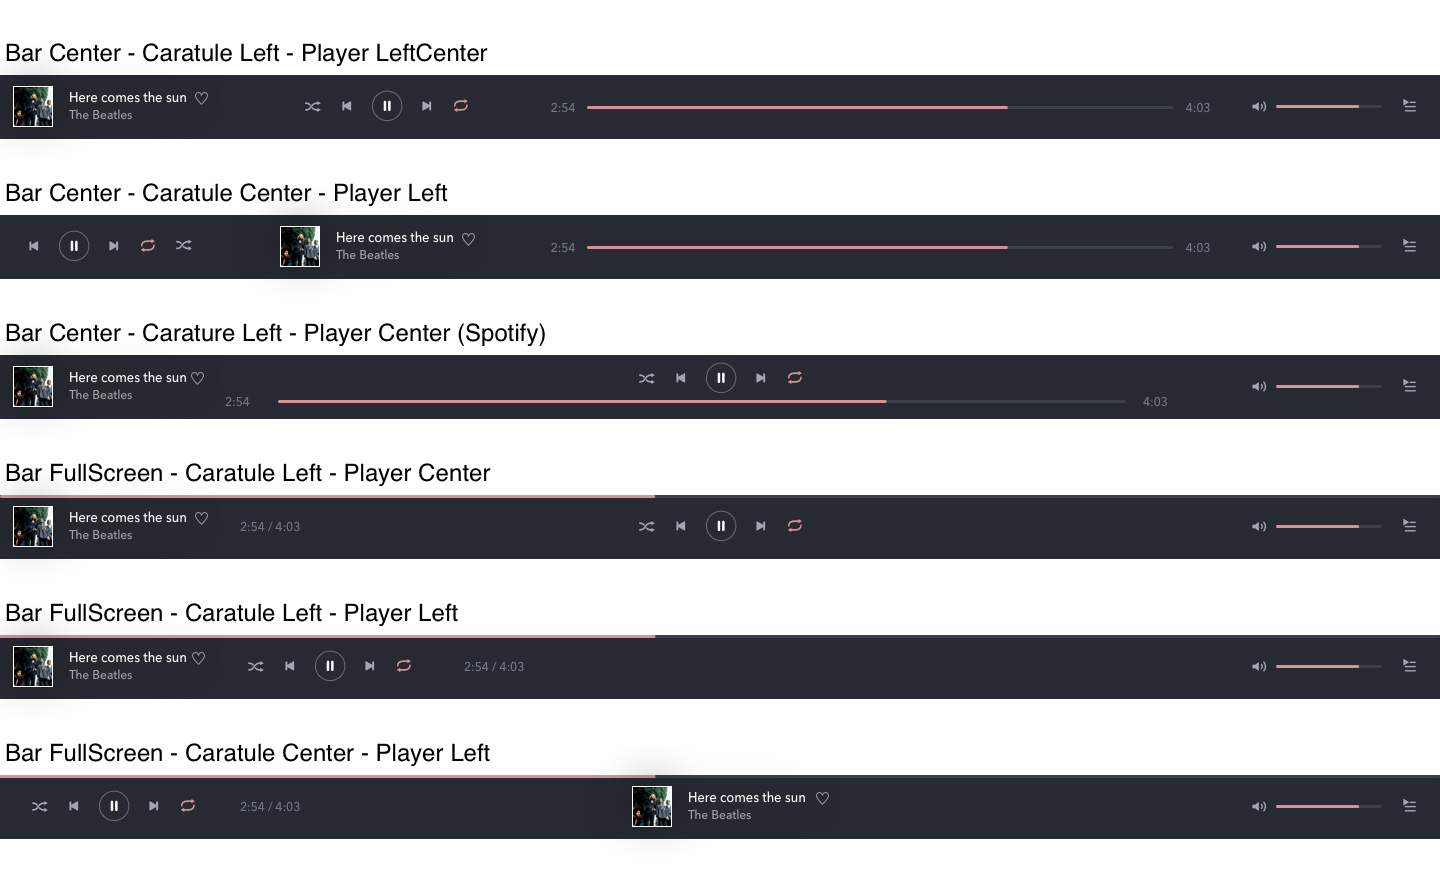 Bar Center - Caratule Left - Player LeftCenter
Here comes the sun
The Beatles
2:54
4:03
Bar Center - Caratule Center - Player Left
Here comes the sun
The Beatles
2:54
4:03
Bar Center - Carature Left - Player Center (Spotify)
Here comes the sun
The Beatles
2:54
4:03
Bar FullScreen - Caratule Left - Player Center
Here comes the sun
The Beatles
2:54 / 4:03
Bar FullScreen - Caratule Left - Player Left
Here comes the sun
The Beatles
2:54 / 4:03
Bar FullScreen - Caratule Center - Player Left
2:54 / 4:03
Here comes the sun
The Beatles